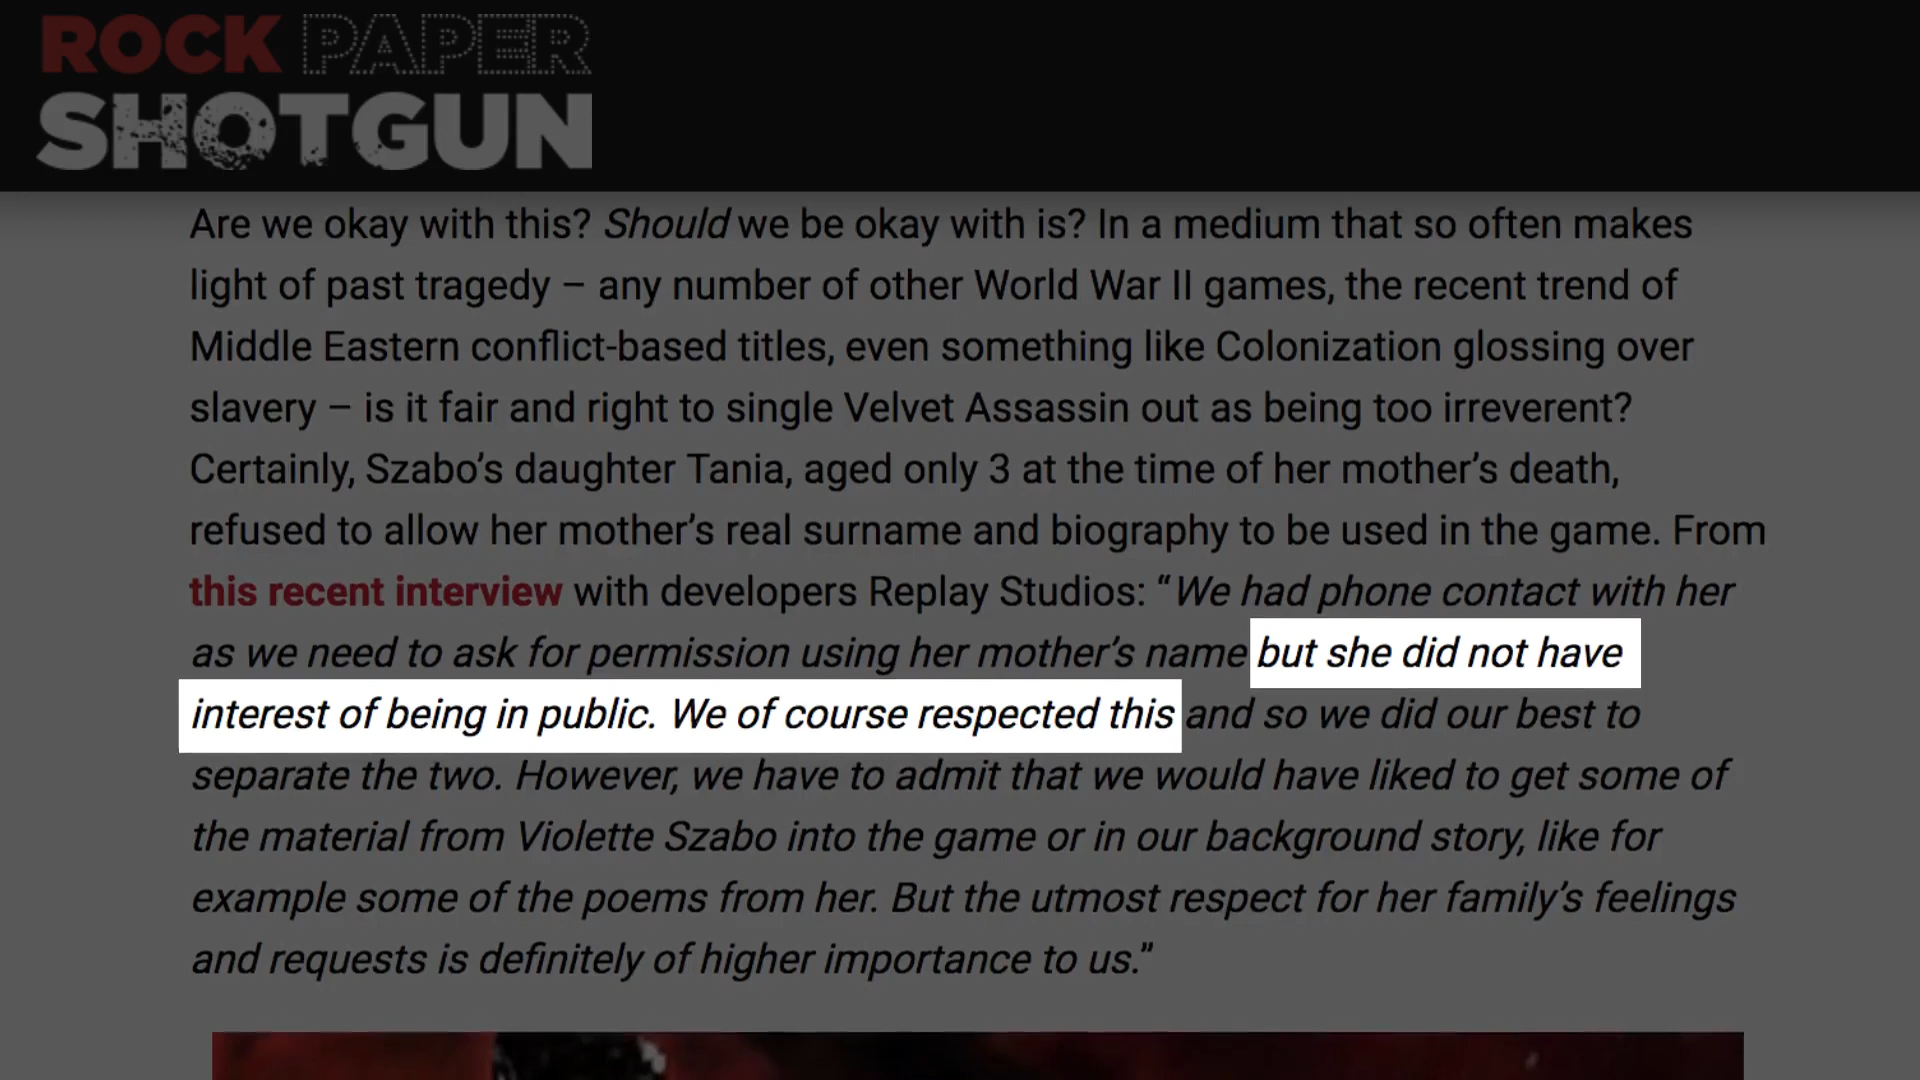 ROCK PAPER
SHOTGUN
Are we okay with this? Should we be okay with is? In a medium that so often makes
light of past tragedy – any number of other World War II games, the recent trend of
Middle Eastern conflict-based titles, even something like Colonization glossing over
slavery – is it fair and right to single Velvet Assassin out as being too irreverent?
Certainly, Szabo’s daughter Tania, aged only 3 at the time of her mother’s death,
refused to allow her mother’s real surname and biography to be used in the game. From
this recent interview with developers Replay Studios: “We had phone contact with her
as we need to ask for permission using her mother’s name but she did not have
interest of being in public. We of course respected this and so we did our best to
separate the two. However, we have to admit that we would have liked to get some of
the material from Violette Szabo into the game or in our background story, like for
example some of the poems from her. But the utmost respect for her family’s feelings
and requests is definitely of higher importance to us.”